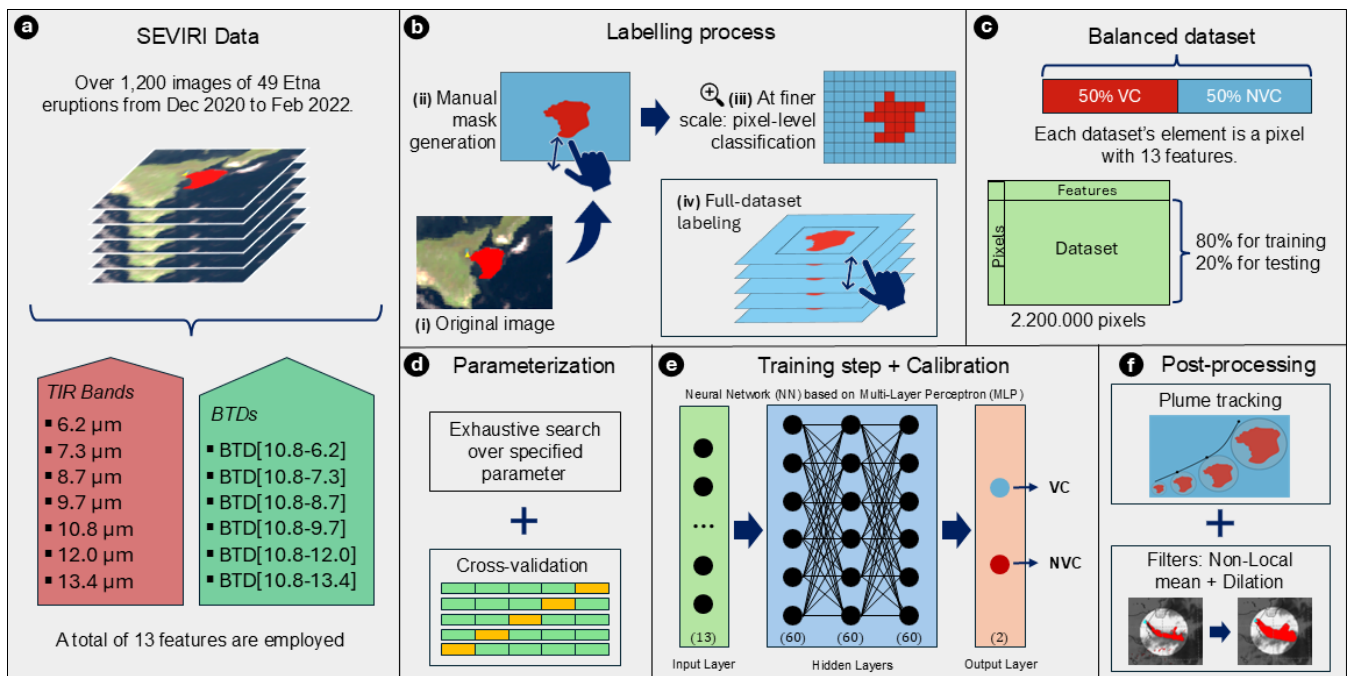 a
SEVIRI Data
Over 1,200 images of 49 Etna
eruptions from Dec 2020 to Feb 2022.
TIR Bands
▪ 6.2 µm
▪ 7.3 µm
▪ 8.7 µm
▪ 9.7 µm
▪ 10.8 µm
▪ 12.0 µm
▪ 13.4 µm
BTDs
▪ BTD[10.8-6.2]
▪ BTD[10.8-7.3]
▪ BTD[10.8-8.7]
▪ BTD[10.8-9.7]
▪ BTD[10.8-12.0]
▪ BTD[10.8-13.4]
A total of 13 features are employed
b
Labelling process
(ii) Manual
mask
generation
(iii) At finer
scale: pixel-level
classification
(i) Original image
(iv) Full-dataset
labeling
c
Balanced dataset
50% VC
50% NVC
Each dataset's element is a pixel
with 13 features.
Features
Pixels
Dataset
80% for training
20% for testing
2.200.000 pixels
d
Parameterization
Exhaustive search
over specified
parameter
+
Cross-validation
e
Training step + Calibration
Neural Network (NN) based on Multi-Layer Perceptron (MLP)
...
VC
NVC
(13)
(60)
(60)
(60)
(2)
Input Layer
Hidden Layers
Output Layer
f
Post-processing
Plume tracking
+
Filters: Non-Local
mean + Dilation